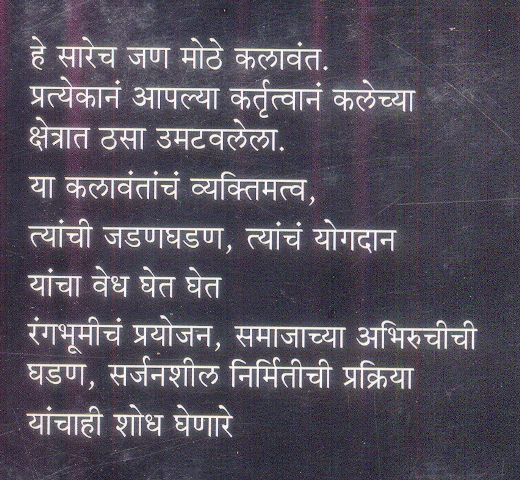 हे सारेच जण मोठे कलावंत.
प्रत्येकानं आपल्या कर्तृत्वानं कलेच्या
क्षेत्रात ठसा उमटवलेला.
या कलावंतांचं व्यक्तिमत्व,
त्यांची जडणघडण, त्यांचं योगदान
यांचा वेध घेत घेत
रंगभूमीचं प्रयोजन, समाजाच्या अभिरुचीची
घडण, सर्जनशील निर्मितीची प्रक्रिया
यांचाही शोध घेणारे